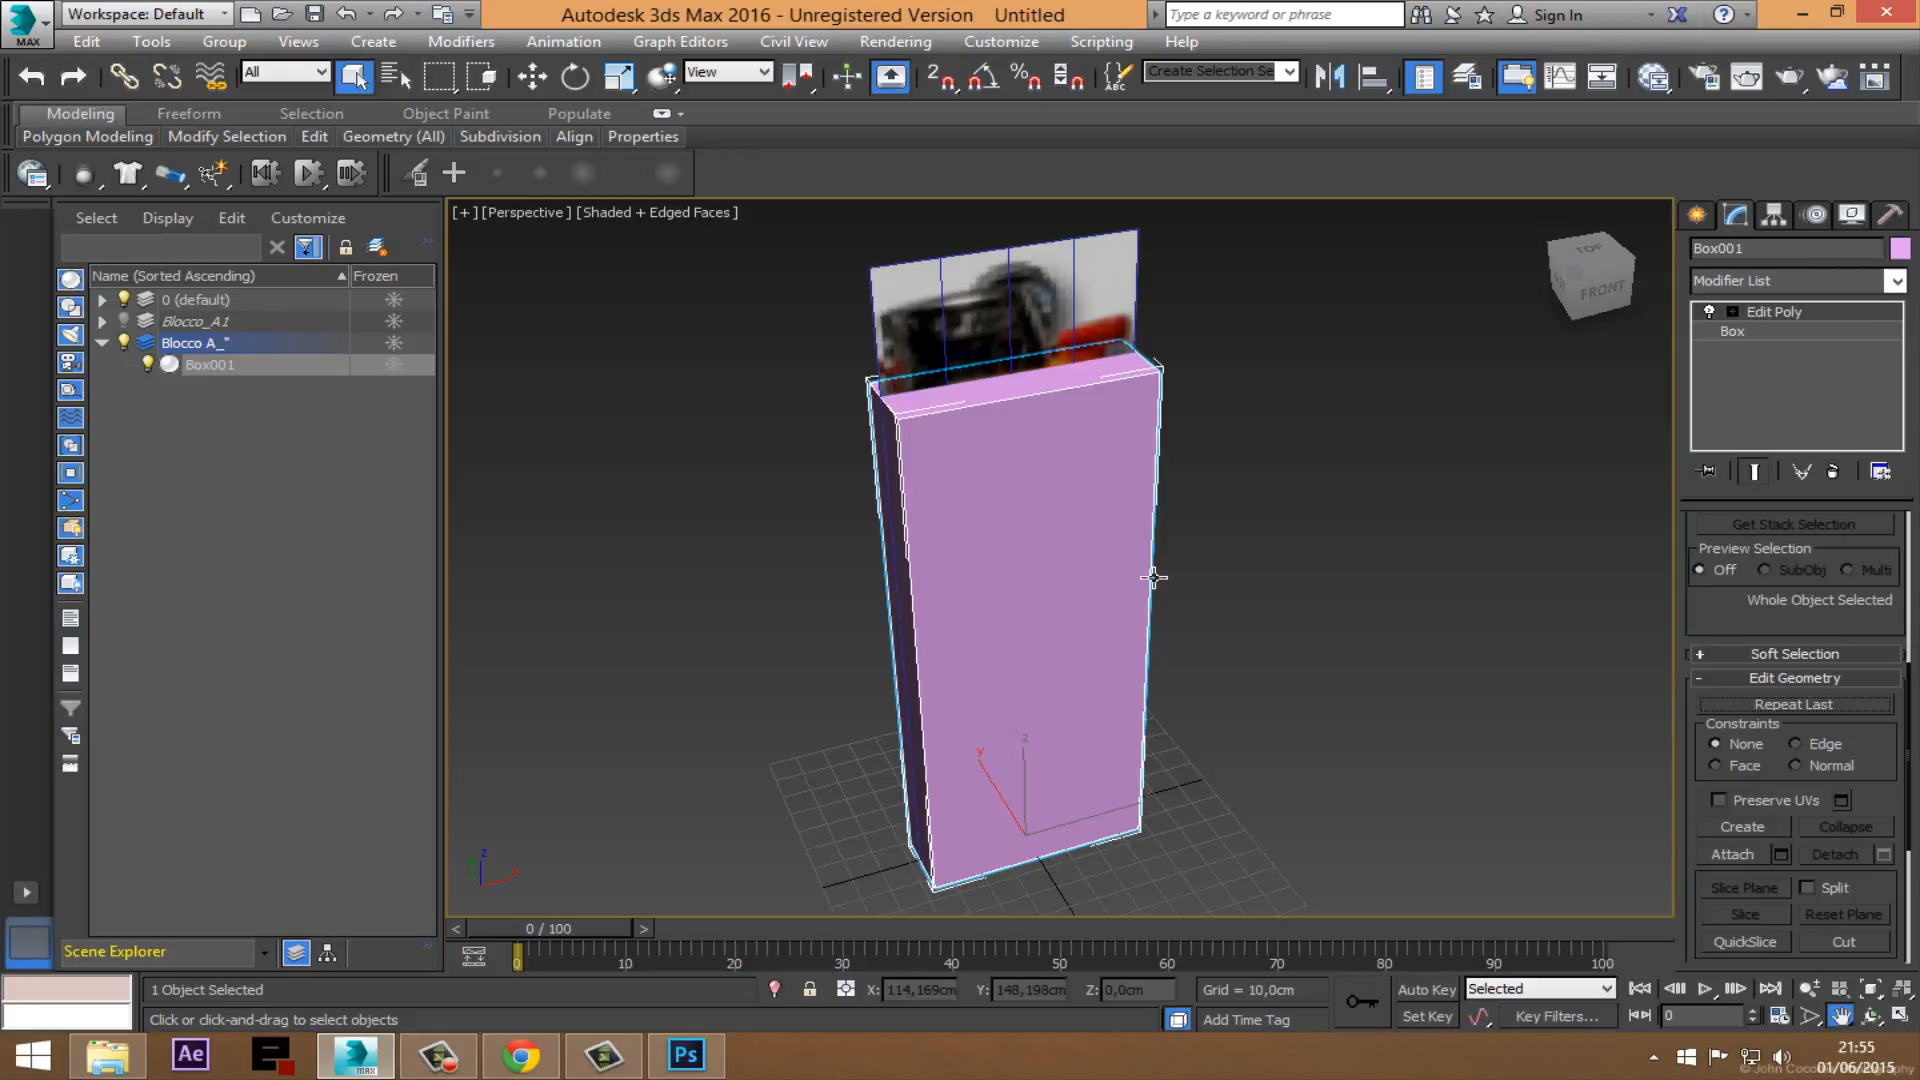 Workspace: Default
Autodesk 3ds Max 2016 - Unregistered Version Untitled
Type a keyword or phrase
Sign In
MAX
Edit Tools Group Views Create Modifiers Animation Graph Editors Civil View Rendering Customize Scripting Help
All
View
Create Selection Se
Modeling Freeform Selection Object Paint Populate
Polygon Modeling Modify Selection Edit Geometry (All) Subdivision Align Properties
Select Display Edit Customize
Name (Sorted Ascending) Frozen
0 (default)
Blocco_A1
Blocco A_"
Box001
Scene Explorer
[+] [Perspective] [Shaded + Edged Faces]
TOP
FRONT
z
y
z
x
Box001
Modifier List
Edit Poly
Box
Get Stack Selection
Preview Selection
Off SubObj Multi
Whole Object Selected
+ Soft Selection
- Edit Geometry
Repeat Last
Constraints
None Edge
Face Normal
Preserve UVs
Create Collapse
Attach Detach
Slice Plane Split
Slice Reset Plane
QuickSlice Cut
< 0 / 100 >
0 10 20 30 40 50 60 70 80 90 100
1 Object Selected
X: 114,169cm Y: 148,198cm Z: 0,0cm
Grid = 10,0cm
Auto Key Selected
Click or click-and-drag to select objects
Add Time Tag
Set Key Key Filters...
0
Ae
MAX
Ps
21:55
01/06/2015